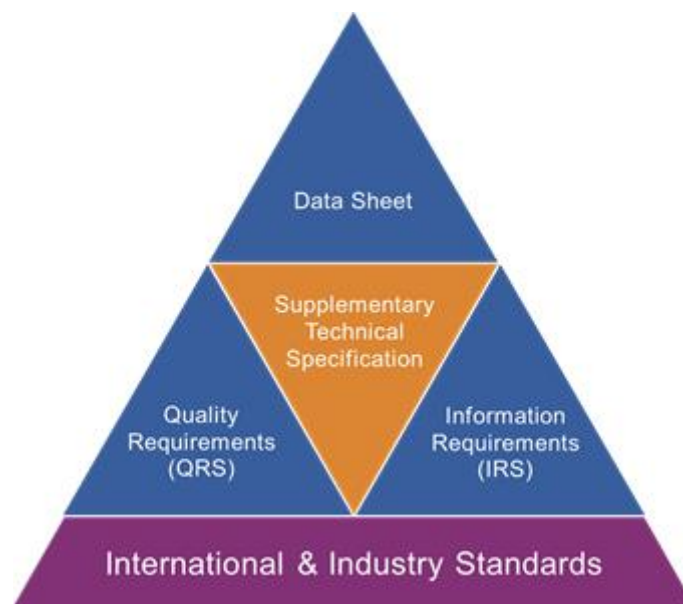 Data Sheet
Supplementary
Technical
Specification
Quality
Requirements
(QRS)
Information
Requirements
(IRS)
International & Industry Standards